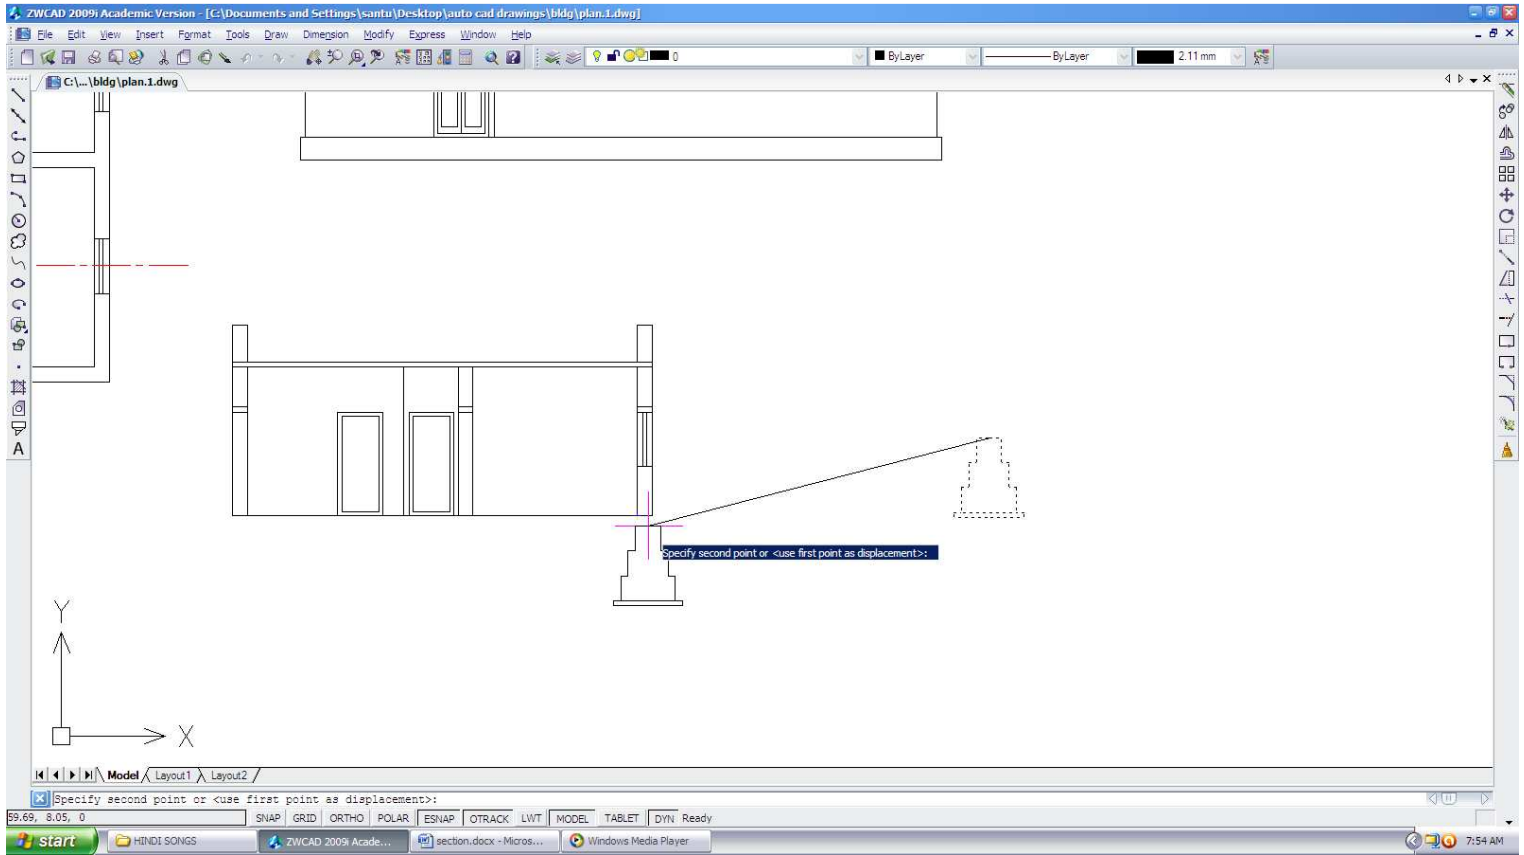 ZWCAD 2009i Academic Version - [C:\Documents and Settings\santu\Desktop\auto cad drawings\bldg\plan.1.dwg]
File Edit View Insert Format Tools Draw Dimension Modify Express Window Help
0 ByLayer ByLayer 2.11 mm
C:\...\bldg\plan.1.dwg
A
Specify second point or <use first point as displacement>:
Y
X
Model Layout1 Layout2
Specify second point or <use first point as displacement>:
59.69, 8.05, 0 SNAP GRID ORTHO POLAR ESNAP OTRACK LWT MODEL TABLET DYN Ready
start HINDI SONGS ZWCAD 2009i Acade... section.docx - Micros... Windows Media Player 7:54 AM